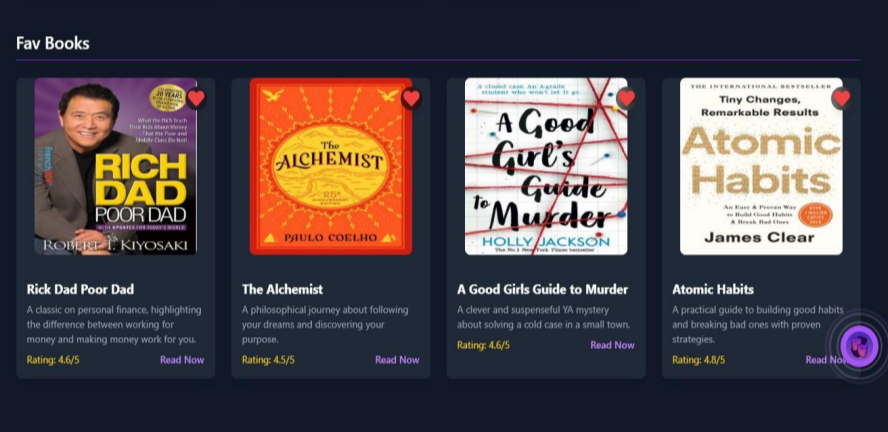 Fav Books
What the Rich Teach
Their Kids About Money
That the Poor and
Middle Class Do Not!
RICH
DAD
POOR DAD
WITH UPDATES FOR TODAY'S WORLD
ROBERT T. KIYOSAKI
Rick Dad Poor Dad
A classic on personal finance, highlighting
the difference between working for
money and making money work for you.
Rating: 4.6/5 Read Now
The
ALCHEMIST
PAULO COELHO
The Alchemist
A philosophical journey about following
your dreams and discovering your
purpose.
Rating: 4.5/5 Read Now
A closed case. An A-grade
student who won't let it go.
A Good
Girl's
Guide
to
Murder
HOLLY JACKSON
The No.1 New York Times bestseller
A Good Girls Guide to Murder
A clever and suspenseful YA mystery
about solving a cold case in a small town.
Rating: 4.6/5 Read Now
THE INTERNATIONAL BESTSELLER
Tiny Changes,
Remarkable Results
Atomic
Habits
An Easy & Proven Way
to Build Good Habits
& Break Bad Ones
James Clear
Atomic Habits
A practical guide to building good habits
and breaking bad ones with proven
strategies.
Rating: 4.8/5 Read